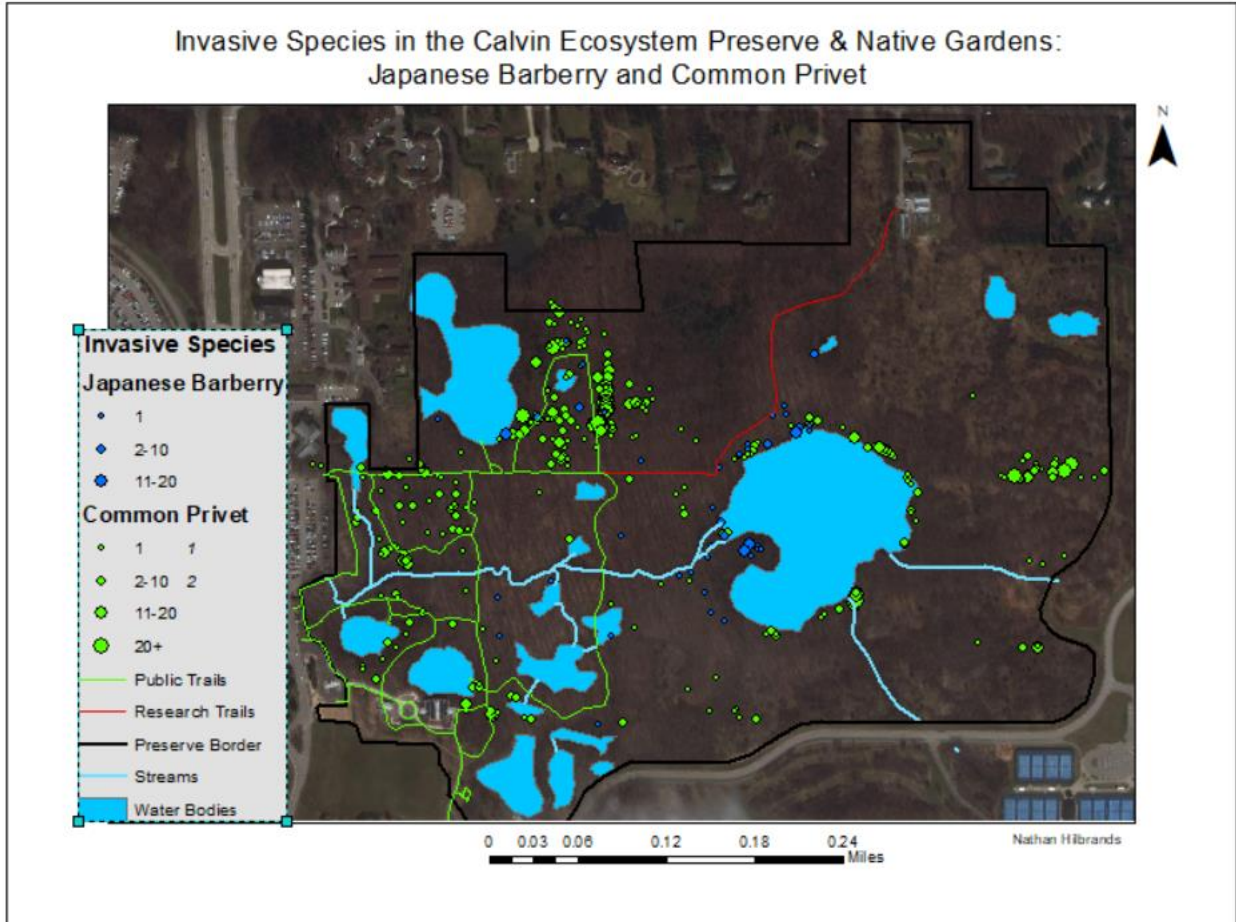 Invasive Species in the Calvin Ecosystem Preserve & Native Gardens:
Japanese Barberry and Common Privet
N
Invasive Species
Japanese Barberry
1
2-10
11-20
Common Privet
1 1
2-10 2
11-20
20+
Public Trails
Research Trails
Preserve Border
Streams
Water Bodies
0 0.03 0.06 0.12 0.18 0.24
Miles
Nathan Hilbrands